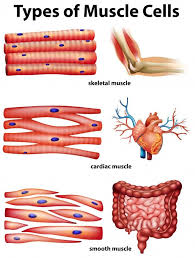 Types of Muscle Cells
skeletal muscle
cardiac muscle
smooth muscle